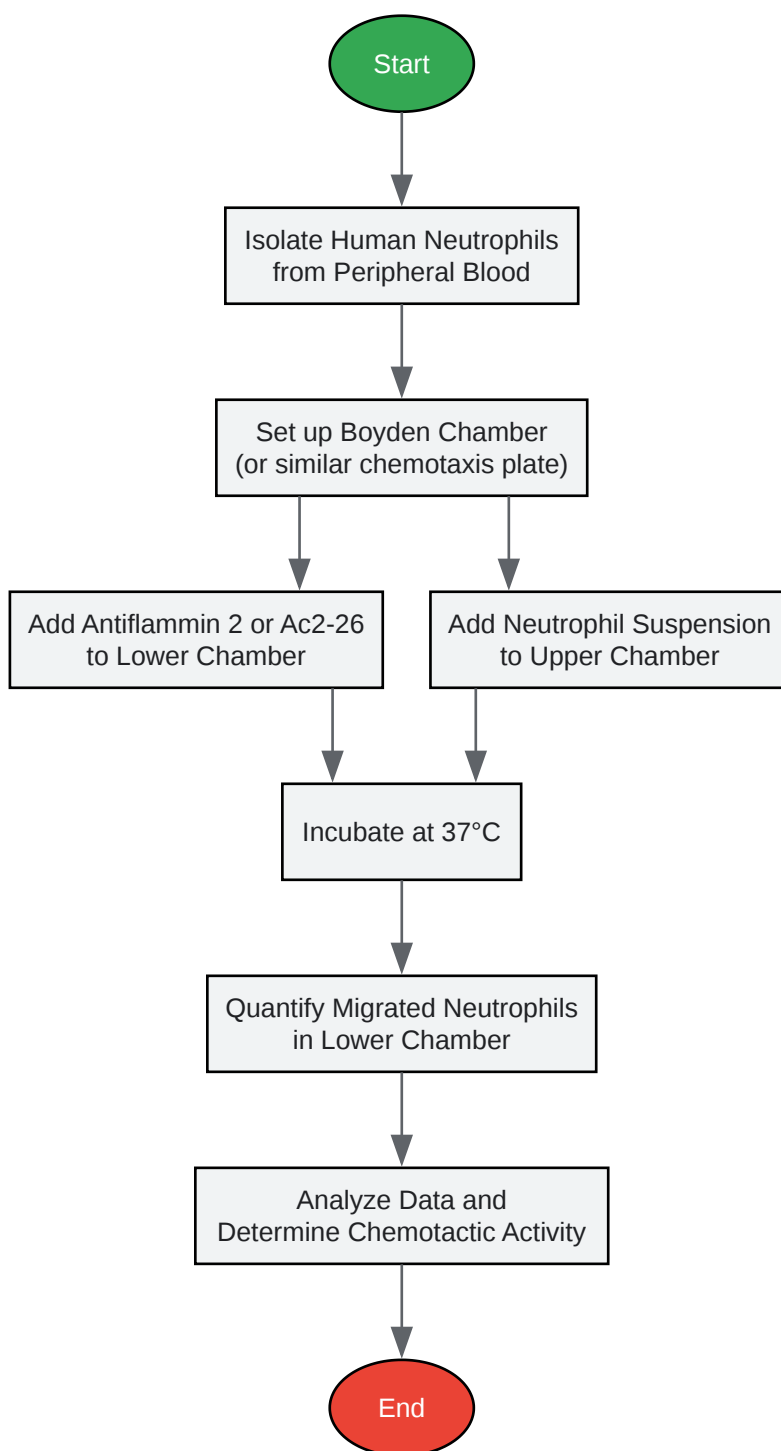 Start
Isolate Human Neutrophils
from Peripheral Blood
Set up Boyden Chamber
(or similar chemotaxis plate)
Add Antiflammin 2 or Ac2-26
to Lower Chamber
Add Neutrophil Suspension
to Upper Chamber
Incubate at 37°C
Quantify Migrated Neutrophils
in Lower Chamber
Analyze Data and
Determine Chemotactic Activity
End